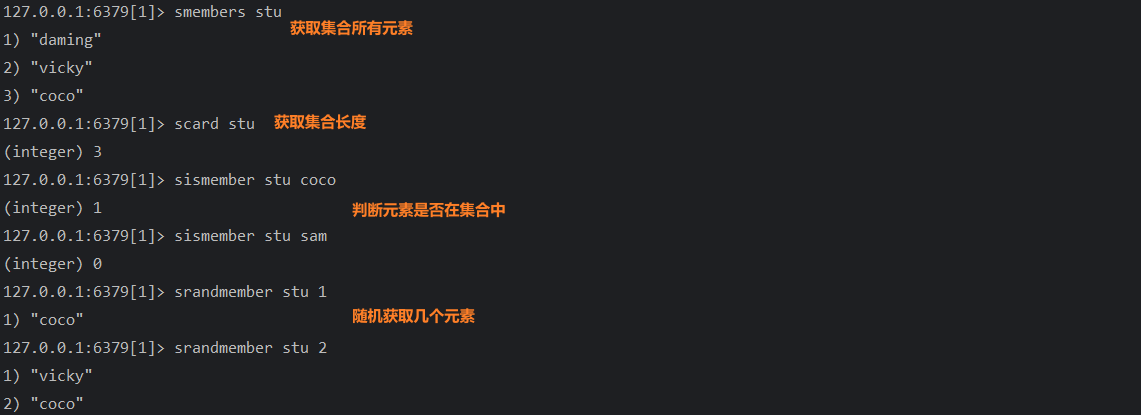 127.0.0.1:6379[1]> smembers stu
获取集合所有元素
1) "daming"
2) "vicky"
3) "coco"
127.0.0.1:6379[1]> scard stu 获取集合长度
(integer) 3
127.0.0.1:6379[1]> sismember stu coco
(integer) 1 判断元素是否在集合中
127.0.0.1:6379[1]> sismember stu sam
(integer) 0
127.0.0.1:6379[1]> srandmember stu 1
1) "coco" 随机获取几个元素
127.0.0.1:6379[1]> srandmember stu 2
1) "vicky"
2) "coco"